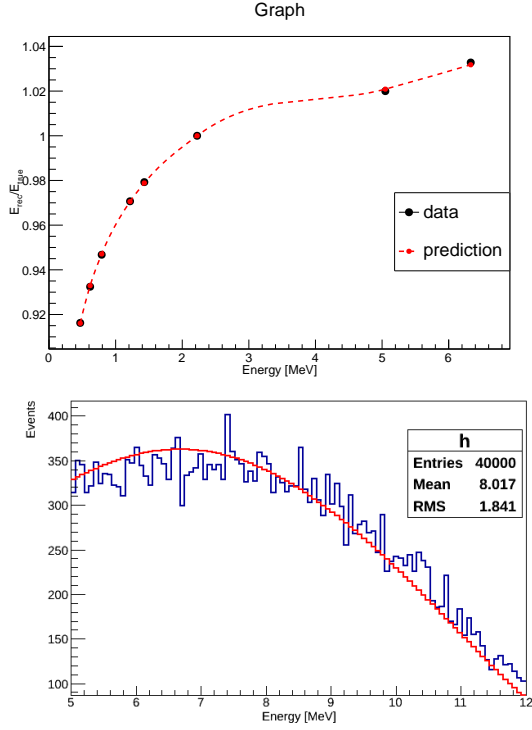 Graph
E_rec/E_true
1.04
1.02
1
0.98
0.96
0.94
0.92
data
prediction
0 1 2 3 4 5 6
Energy [MeV]
Events
400
350
300
250
200
150
100
h
Entries 40000
Mean 8.017
RMS 1.841
5 6 7 8 9 10 11 12
Energy [MeV]